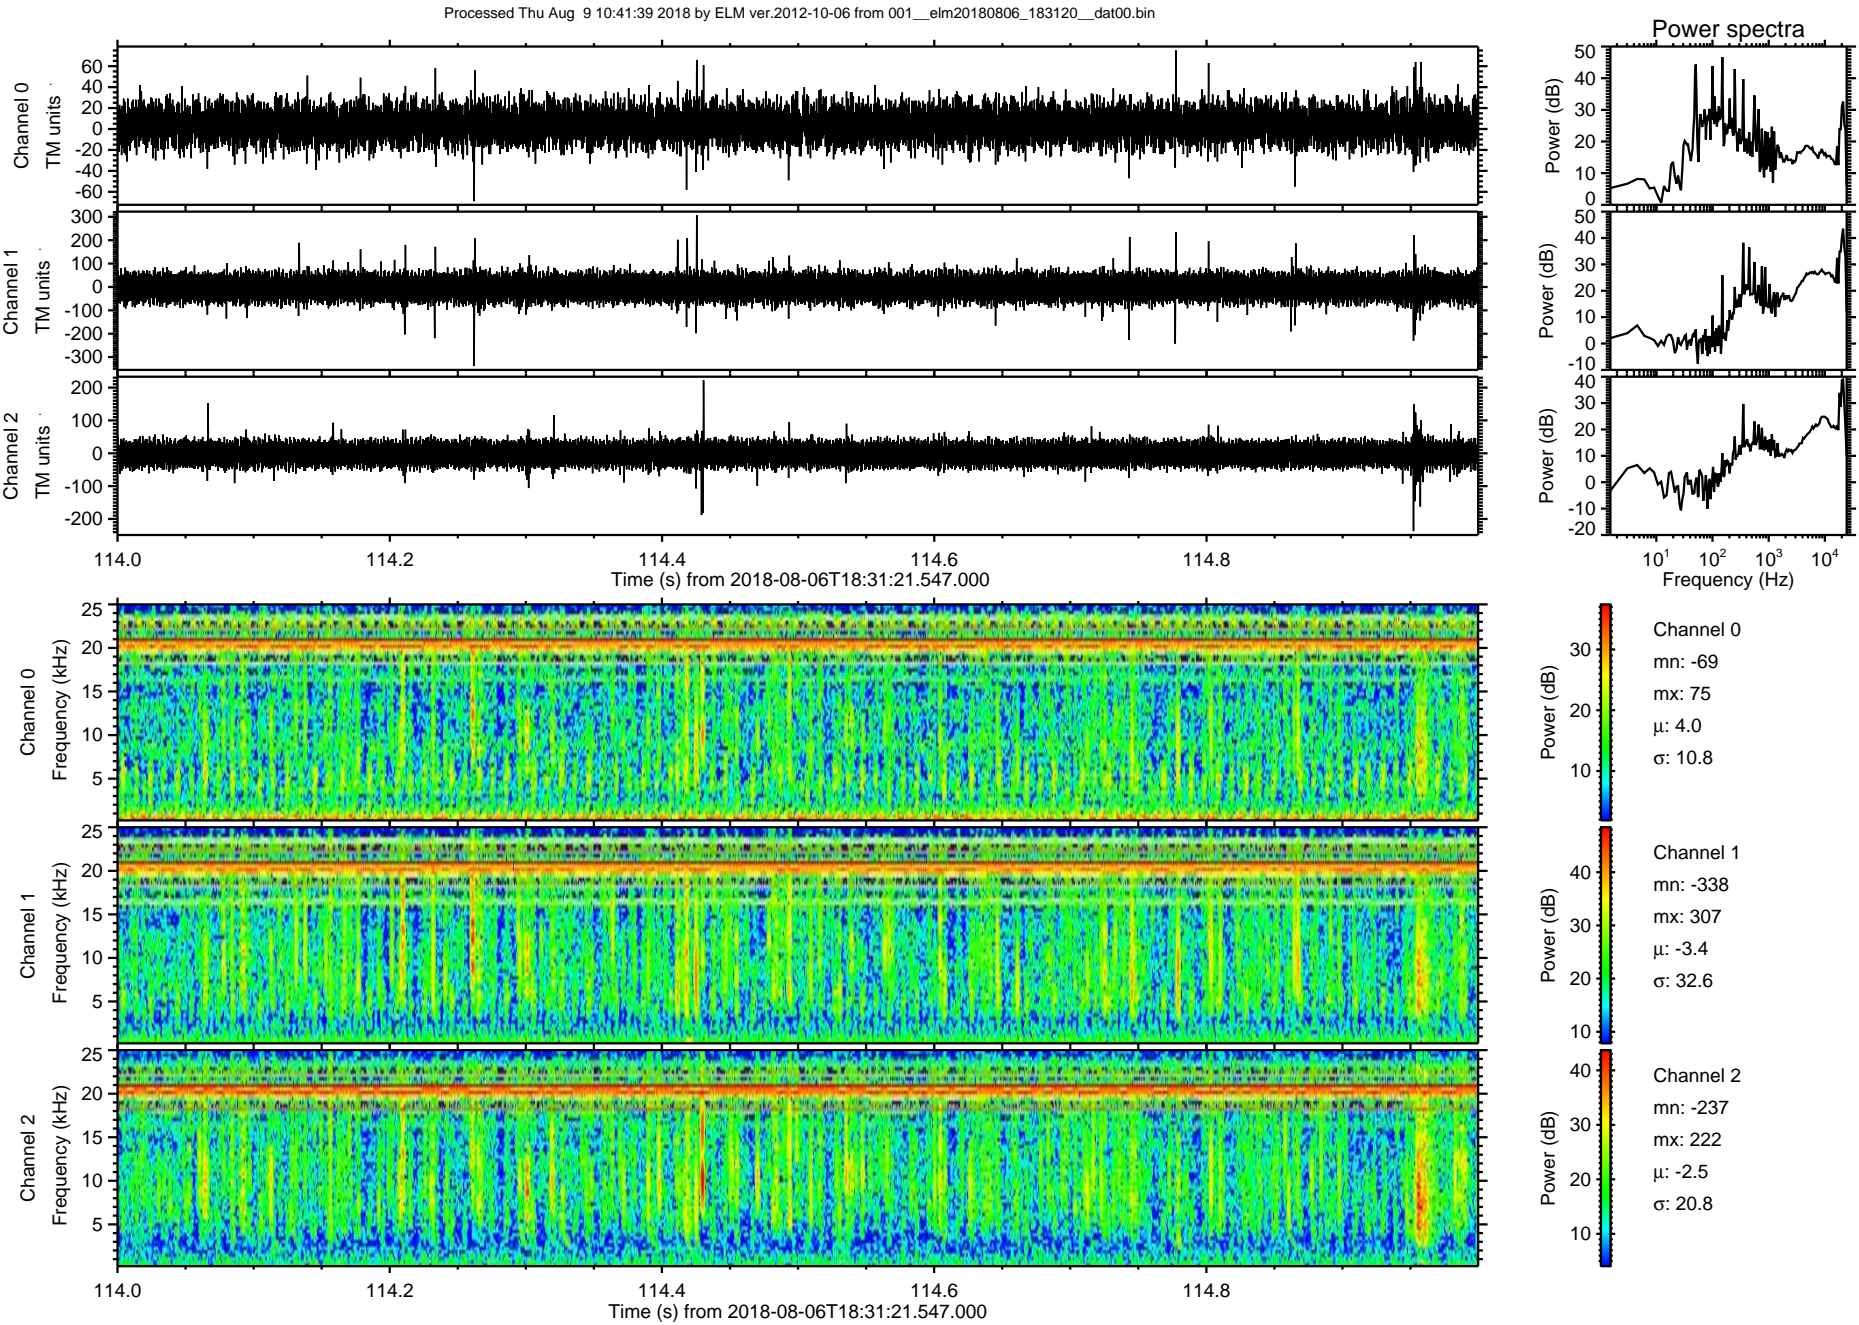 Processed Thu Aug  9 10:41:39 2018 by ELM ver.2012-10-06 from 001__elm20180806_183120__dat00.bin
Power spectra
Channel 0
TM units
60
40
20
0
-20
-40
-60
Power (dB)
50
40
30
20
10
0
Channel 1
TM units
300
200
100
0
-100
-200
-300
Power (dB)
50
40
30
20
10
0
-10
Channel 2
TM units
200
100
0
-100
-200
Power (dB)
40
30
20
10
0
-10
-20
114.0 114.2 114.4 114.6 114.8
Time (s) from 2018-08-06T18:31:21.547.000
10¹ 10² 10³ 10⁴
Frequency (Hz)
Channel 0
Frequency (kHz)
25
20
15
10
5
Power (dB)
30
20
10
Channel 0
mn: -69
mx: 75
μ: 4.0
σ: 10.8
Channel 1
Frequency (kHz)
25
20
15
10
5
Power (dB)
40
30
20
10
Channel 1
mn: -338
mx: 307
μ: -3.4
σ: 32.6
Channel 2
Frequency (kHz)
25
20
15
10
5
Power (dB)
40
30
20
10
Channel 2
mn: -237
mx: 222
μ: -2.5
σ: 20.8
114.0 114.2 114.4 114.6 114.8
Time (s) from 2018-08-06T18:31:21.547.000